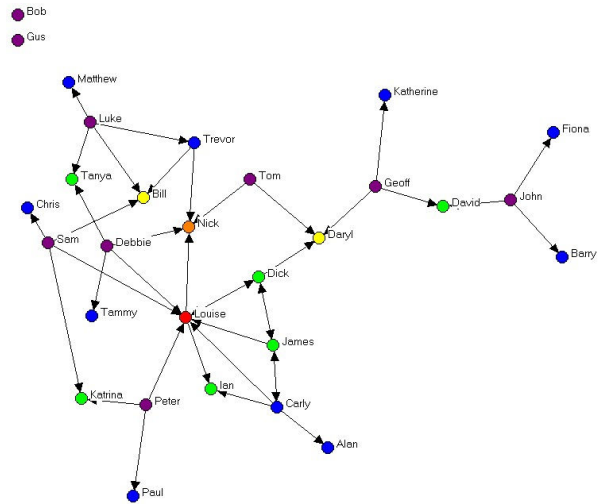 Bob
Gus
Matthew
Katherine
Luke
Fiona
Trevor
Tanya
Tom
Geoff
Bill
John
Chris
David
Nick
Daryl
Sam
Debbie
Barry
Dick
Tammy
Louise
James
Ian
Katrina
Peter
Carly
Alan
Paul